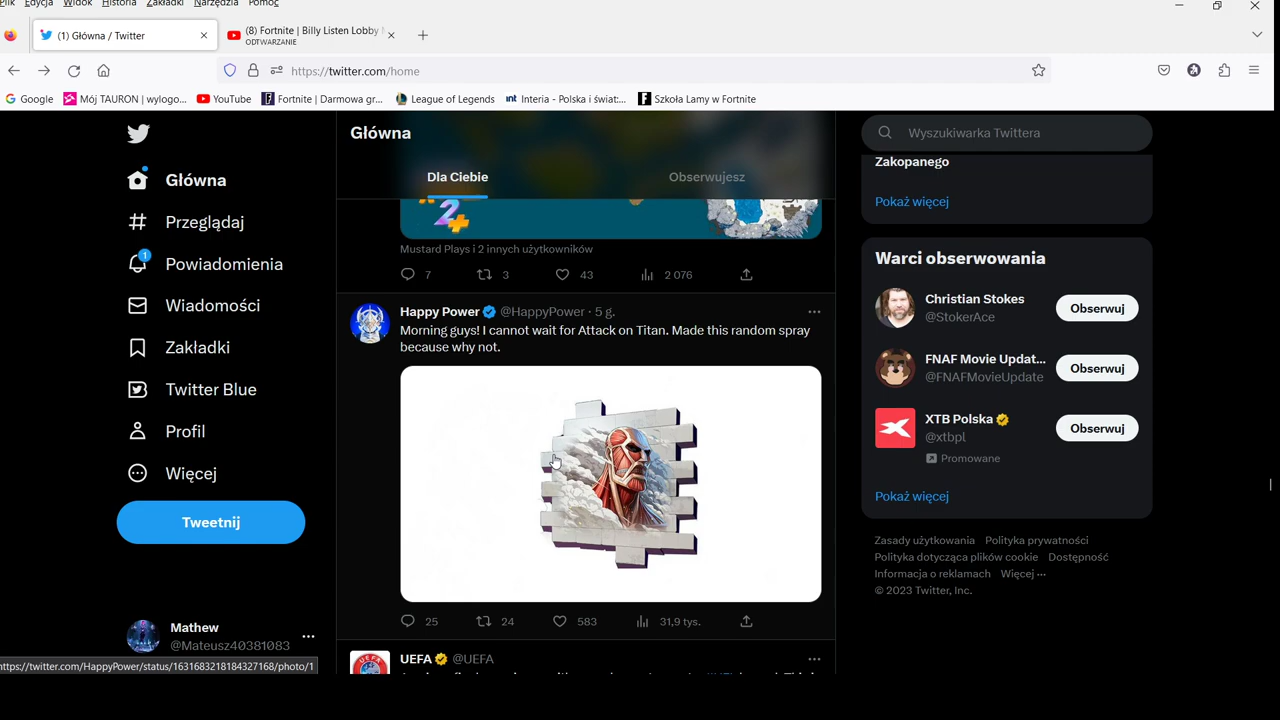 Plik Edycja Widok Historia Zakładki Narzędzia Pomoc
(1) Główna / Twitter
(8) Fortnite | Billy Listen Lobby
ODTWARZANIE
https://twitter.com/home
Google
Mój TAURON (wylogo...
YouTube
Fortnite | Darmowa gr...
League of Legends
int Interia - Polska i świat:...
Szkoła Lamy w Fortnite
Główna
Przeglądaj
1
Powiadomienia
Wiadomości
Zakładki
Twitter Blue
Profil
Więcej
Tweetnij
Mathew
@Mateusz40381083
https://twitter.com/HappyPower/status/1631683218184327168/photo/1
Główna
Dla Ciebie
Obserwujesz
2+
Mustard Plays i 2 innych użytkowników
7 3 43 2 076
Happy Power @HappyPower · 5 g.
Morning guys! I cannot wait for Attack on Titan. Made this random spray
because why not.
25 24 583 31,9 tys.
UEFA @UEFA
Wyszukiwarka Twittera
Zakopanego
Pokaż więcej
Warci obserwowania
Christian Stokes
@StokerAce
Obserwuj
FNAF Movie Updat...
@FNAFMovieUpdate
Obserwuj
XTB Polska
@xtbpl
Obserwuj
Promowane
Pokaż więcej
Zasady użytkowania Polityka prywatności
Polityka dotycząca plików cookie Dostępność
Informacja o reklamach Więcej ···
© 2023 Twitter, Inc.